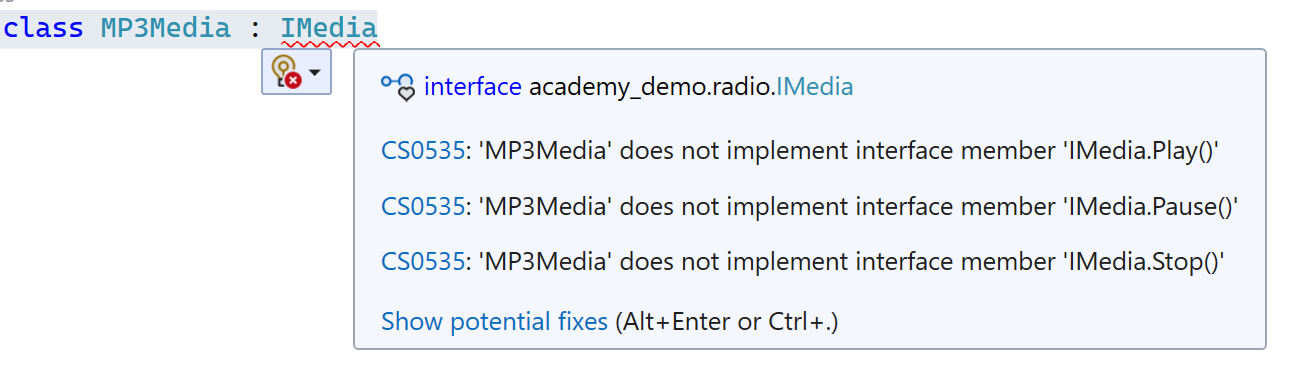 class MP3Media : IMedia
interface academy_demo.radio.IMedia
CS0535: 'MP3Media' does not implement interface member 'IMedia.Play()'
CS0535: 'MP3Media' does not implement interface member 'IMedia.Pause()'
CS0535: 'MP3Media' does not implement interface member 'IMedia.Stop()'
Show potential fixes (Alt+Enter or Ctrl+.)